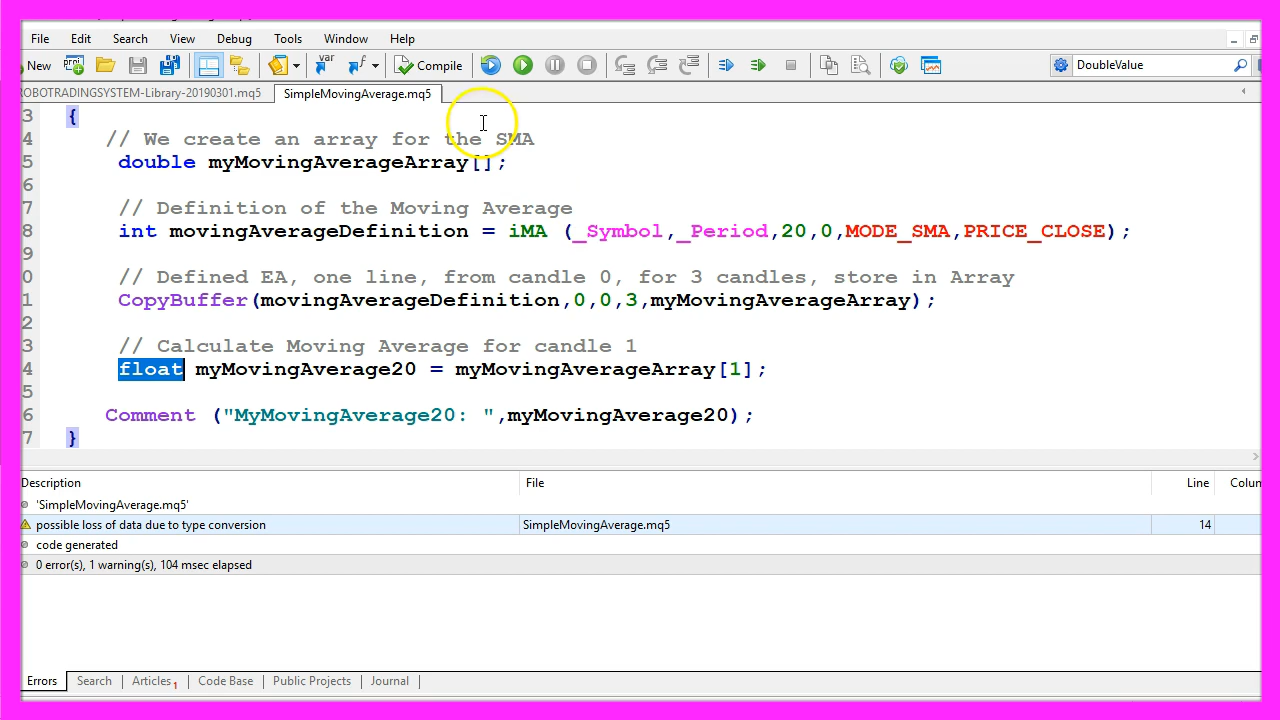 File Edit Search View Debug Tools Window Help
New Compile DoubleValue
ROBOTRADINGSYSTEM-Library-20190301.mq5 SimpleMovingAverage.mq5
3 {
4 // We create an array for the SMA
5 double myMovingAverageArray[];
6
7 // Definition of the Moving Average
8 int movingAverageDefinition = iMA (_Symbol,_Period,20,0,MODE_SMA,PRICE_CLOSE);
9
0 // Defined EA, one line, from candle 0, for 3 candles, store in Array
1 CopyBuffer(movingAverageDefinition,0,0,3,myMovingAverageArray);
2
3 // Calculate Moving Average for candle 1
4 float myMovingAverage20 = myMovingAverageArray[1];
5
6 Comment ("MyMovingAverage20: ",myMovingAverage20);
7 }
Description File Line Colum
'SimpleMovingAverage.mq5'
possible loss of data due to type conversion SimpleMovingAverage.mq5 14
code generated
0 error(s), 1 warning(s), 104 msec elapsed
Errors Search Articles 1 Code Base Public Projects Journal